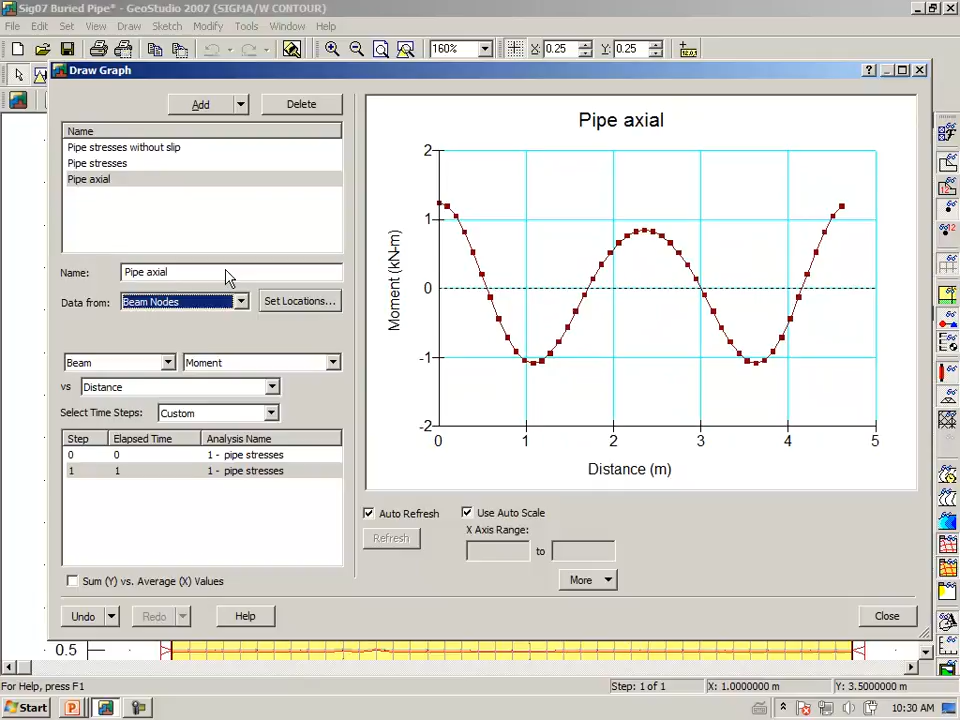 Sig07 Buried Pipe* - GeoStudio 2007 (SIGMA/W CONTOUR)
File Edit Set View Draw Sketch Modify Tools Window Help
160% X: 0.25 Y: 0.25
Draw Graph
Add Delete
Name
Pipe stresses without slip
Pipe stresses
Pipe axial
Name: Pipe axial
Data from: Beam Nodes Set Locations...
Beam Moment
vs Distance
Select Time Steps: Custom
Step Elapsed Time Analysis Name
0 0 1 - pipe stresses
1 1 1 - pipe stresses
Sum (Y) vs. Average (X) Values
Undo Redo Help
Pipe axial
Moment (kN-m)
2
1
0
-1
-2
0 1 2 3 4 5
Distance (m)
Auto Refresh Use Auto Scale
Refresh
X Axis Range:
to
More
Close
0.5
For Help, press F1 Step: 1 of 1 X: 1.0000000 m Y: 3.5000000 m
Start 10:30 AM